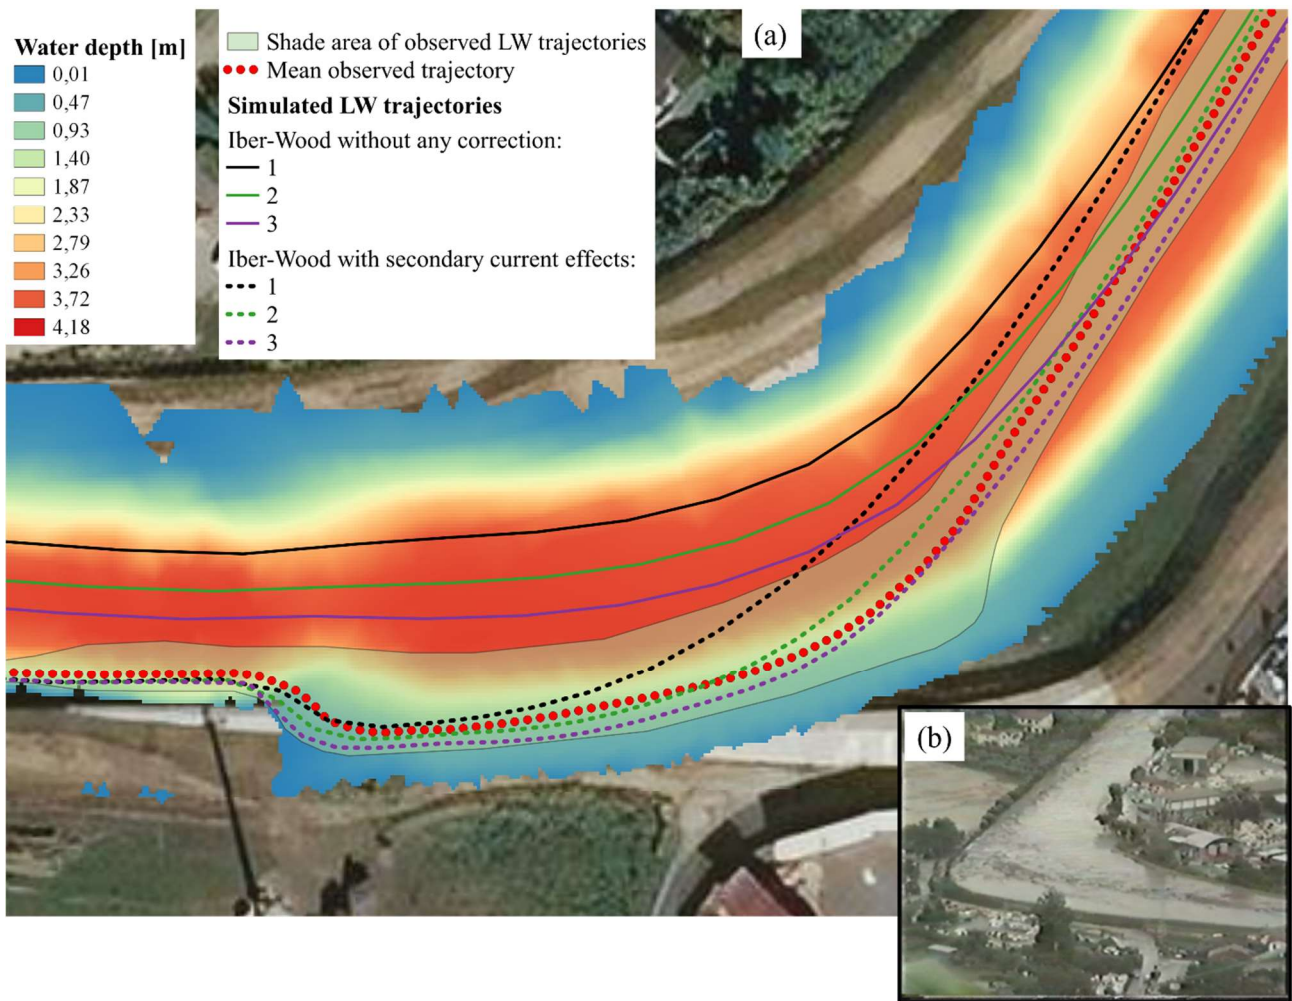 Water depth [m]
0,01
0,47
0,93
1,40
1,87
2,33
2,79
3,26
3,72
4,18
Shade area of observed LW trajectories
Mean observed trajectory
Simulated LW trajectories
Iber-Wood without any correction:
1
2
3
Iber-Wood with secondary current effects:
1
2
3
(a)
(b)